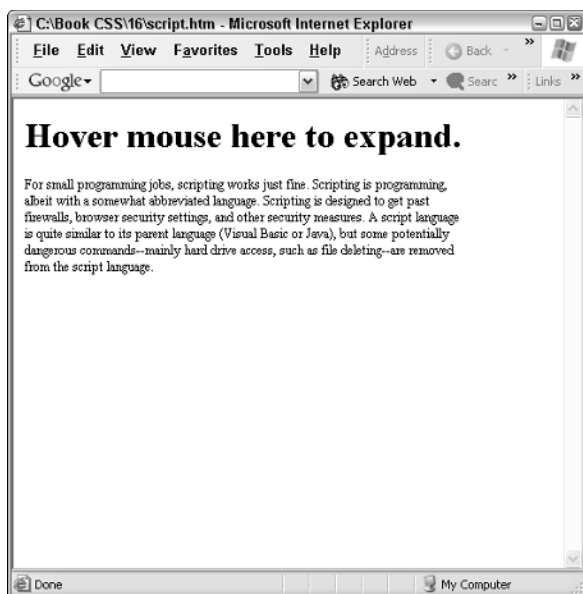 C:\Book CSS\16\script.htm - Microsoft Internet Explorer
File Edit View Favorites Tools Help Address Back »
Google Search Web Searc » Links »
Hover mouse here to expand.
For small programming jobs, scripting works just fine. Scripting is programming,
albeit with a somewhat abbreviated language. Scripting is designed to get past
firewalls, browser security settings, and other security measures. A script language
is quite similar to its parent language (Visual Basic or Java), but some potentially
dangerous commands--mainly hard drive access, such as file deleting--are removed
from the script language.
Done My Computer